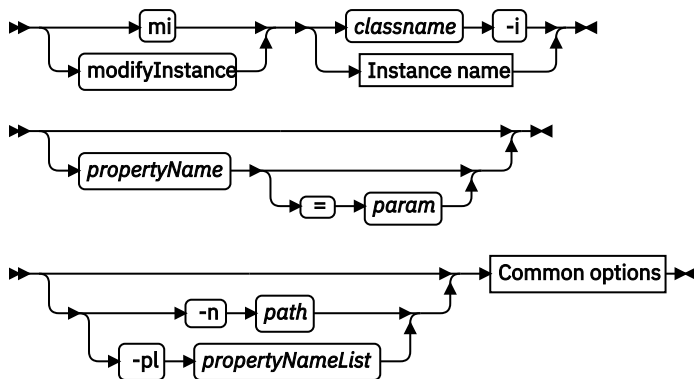 mi classname -i
modifyInstance Instance name
propertyName
= param
Common options
-n path
-pl propertyNameList